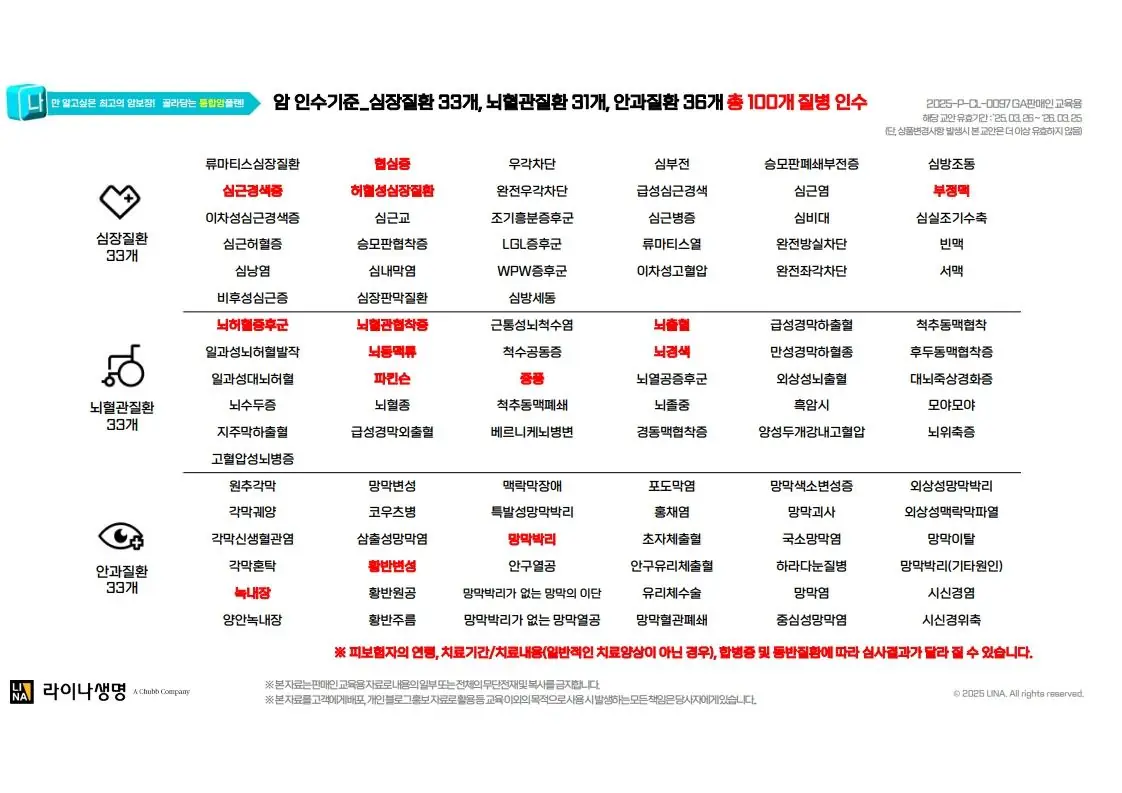 나 만 알고싶은 최고의 암보장! 골라담는 통합암플랜!
암 인수기준_심장질환 33개, 뇌혈관질환 31개, 안과질환 36개 총 100개 질병 인수
2025-P-CL-0097 GA판매인 교육용
해당 교안 유효기간 : '25. 03. 26 ~ '26. 03. 25
(단, 상품변경사항 발생시 본 교안은 더 이상 유효하지 않음)
심장질환
33개
류마티스심장질환 협심증 우각차단 심부전 승모판폐쇄부전증 심방조동
심근경색증 허혈성심장질환 완전우각차단 급성심근경색 심근염 부정맥
이차성심근경색증 심근교 조기흥분증후군 심근병증 심비대 심실조기수축
심근허혈증 승모판협착증 LGL증후군 류마티스열 완전방실차단 빈맥
심낭염 심내막염 WPW증후군 이차성고혈압 완전좌각차단 서맥
비후성심근증 심장판막질환 심방세동
뇌혈관질환
33개
뇌허혈증후군 뇌혈관협착증 근통성뇌척수염 뇌출혈 급성경막하출혈 척추동맥협착
일과성뇌허혈발작 뇌동맥류 척수공동증 뇌경색 만성경막하혈종 후두동맥협착증
일과성대뇌허혈 파킨슨 중풍 뇌열공증후군 외상성뇌출혈 대뇌죽상경화증
뇌수두증 뇌혈종 척추동맥폐쇄 뇌졸중 흑암시 모야모야
지주막하출혈 급성경막외출혈 베르니케뇌병변 경동맥협착증 양성두개강내고혈압 뇌위축증
고혈압성뇌병증
안과질환
33개
원추각막 망막변성 맥락막장애 포도막염 망막색소변성증 외상성망막박리
각막궤양 코우츠병 특발성망막박리 홍채염 망막괴사 외상성맥락막파열
각막신생혈관염 삼출성망막염 망막박리 초자체출혈 국소망막염 망막이탈
각막혼탁 황반변성 안구열공 안구유리체출혈 하라다눈질병 망막박리(기타원인)
녹내장 황반원공 망막박리가 없는 망막의 이단 유리체수술 망막염 시신경염
양안녹내장 황반주름 망막박리가 없는 망막열공 망막혈관폐쇄 중심성망막염 시신경위축
※ 피보험자의 연령, 치료기간/치료내용(일반적인 치료양상이 아닌 경우), 합병증 및 동반질환에 따라 심사결과가 달라 질 수 있습니다.
LINA 라이나생명 A Chubb Company
※ 본 자료는 판매인 교육용 자료로 내용의 일부 또는 전체의 무단전재 및 복사를 금지합니다.
※ 본 자료를 고객에게 배포, 개인 블로그 홍보 자료로 활용 등 교육 이외의 목적으로 사용 시 발생하는 모든 책임은 당사자에게 있습니다.
© 2025 LINA. All rights reserved.